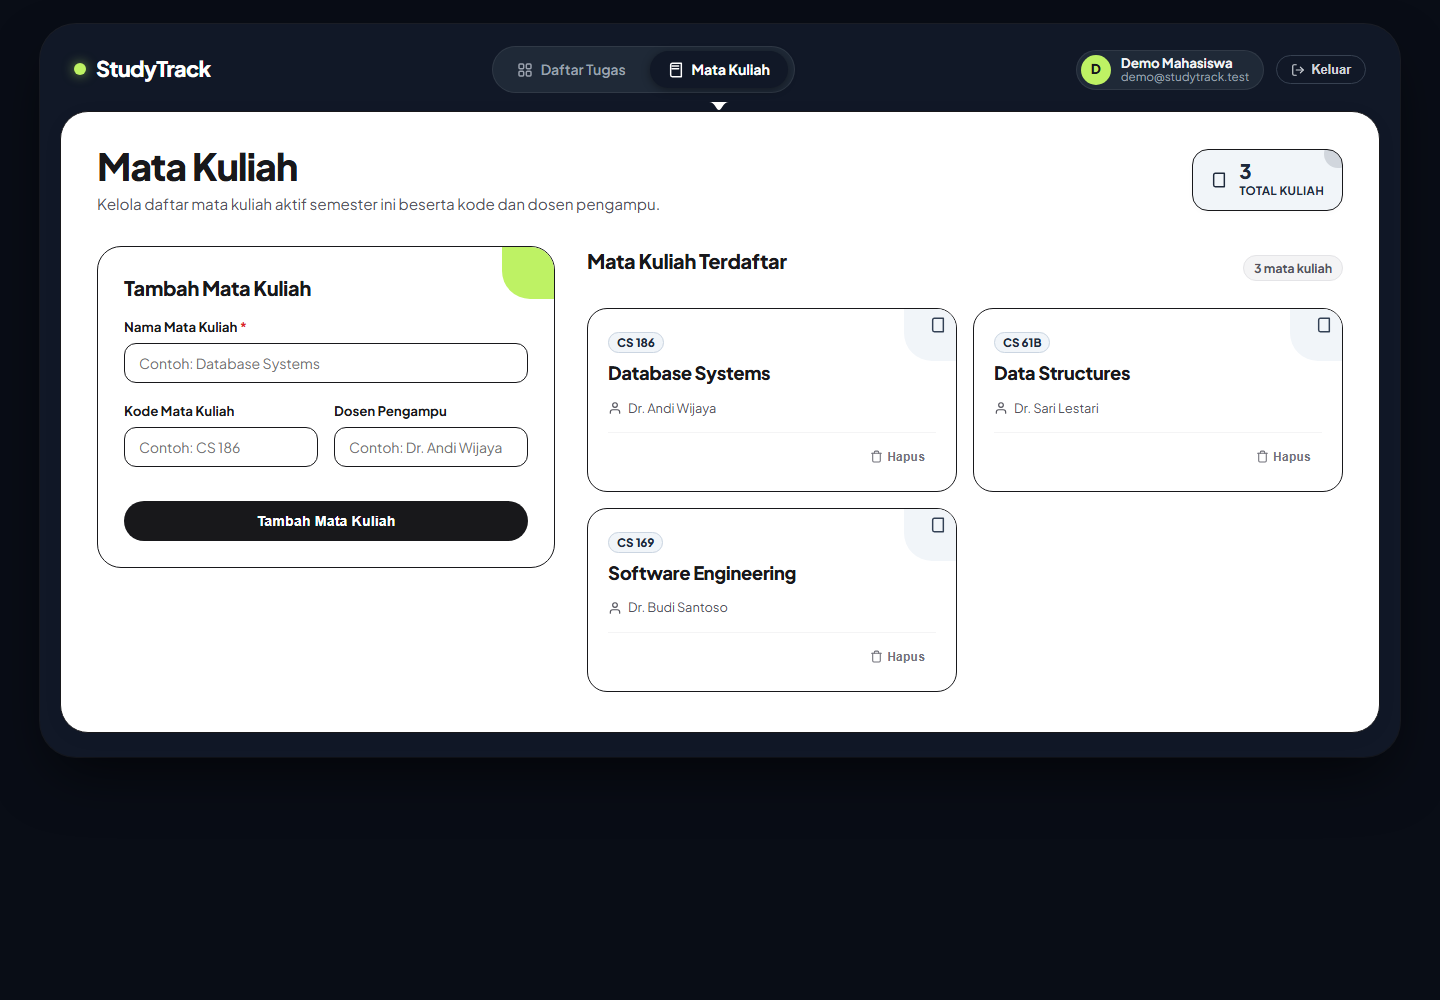 StudyTrack
Daftar Tugas
Mata Kuliah
D
Demo Mahasiswa
demo@studytrack.test
Keluar
Mata Kuliah
Kelola daftar mata kuliah aktif semester ini beserta kode dan dosen pengampu.
3
TOTAL KULIAH
Tambah Mata Kuliah
Nama Mata Kuliah *
Contoh: Database Systems
Kode Mata Kuliah
Dosen Pengampu
Contoh: CS 186
Contoh: Dr. Andi Wijaya
Tambah Mata Kuliah
Mata Kuliah Terdaftar
3 mata kuliah
CS 186
Database Systems
Dr. Andi Wijaya
Hapus
CS 61B
Data Structures
Dr. Sari Lestari
Hapus
CS 169
Software Engineering
Dr. Budi Santoso
Hapus